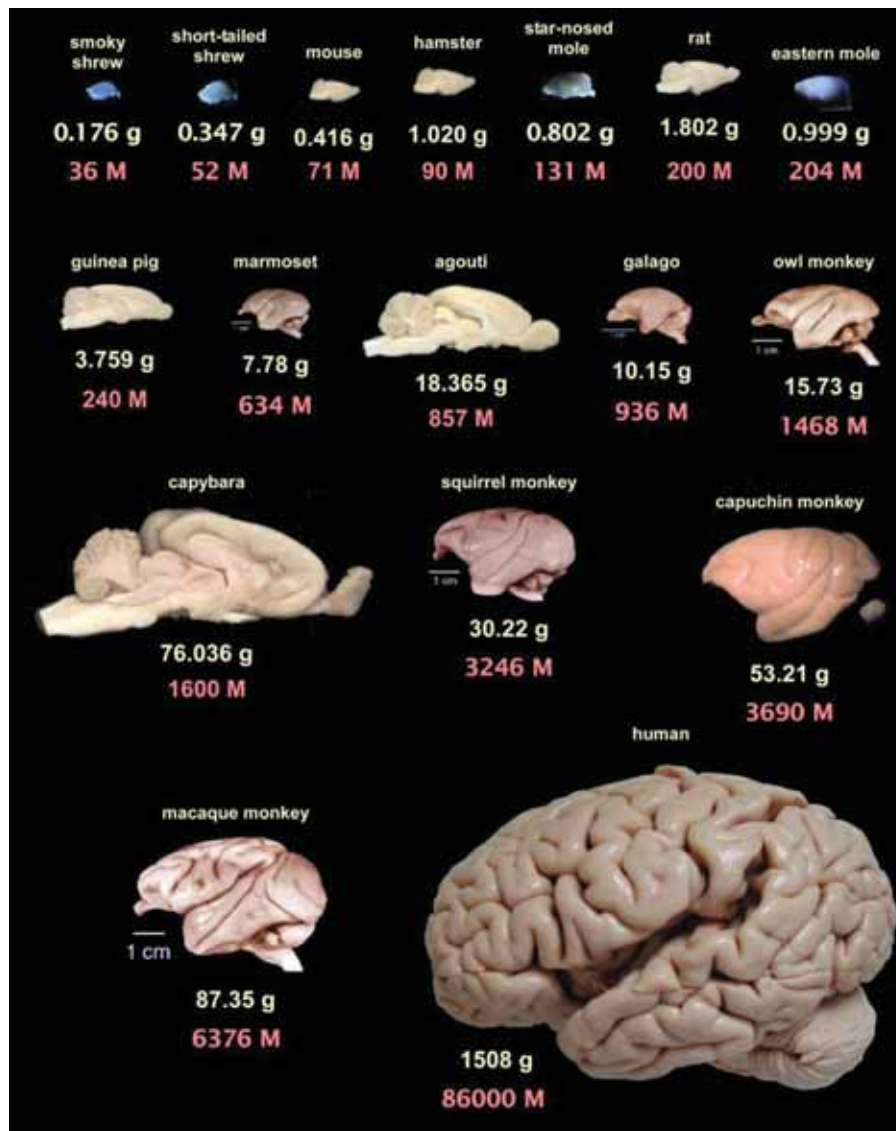 smoky
shrew
short-tailed
shrew
mouse
hamster
star-nosed
mole
rat
eastern mole
0.176 g
0.347 g
0.416 g
1.020 g
0.802 g
1.802 g
0.999 g
36 M
52 M
71 M
90 M
131 M
200 M
204 M
guinea pig
marmoset
agouti
galago
owl monkey
1 cm
3.759 g
7.78 g
18.365 g
10.15 g
15.73 g
240 M
634 M
857 M
936 M
1468 M
capybara
squirrel monkey
capuchin monkey
1 cm
76.036 g
30.22 g
53.21 g
1600 M
3246 M
3690 M
macaque monkey
human
1 cm
87.35 g
1508 g
6376 M
86000 M